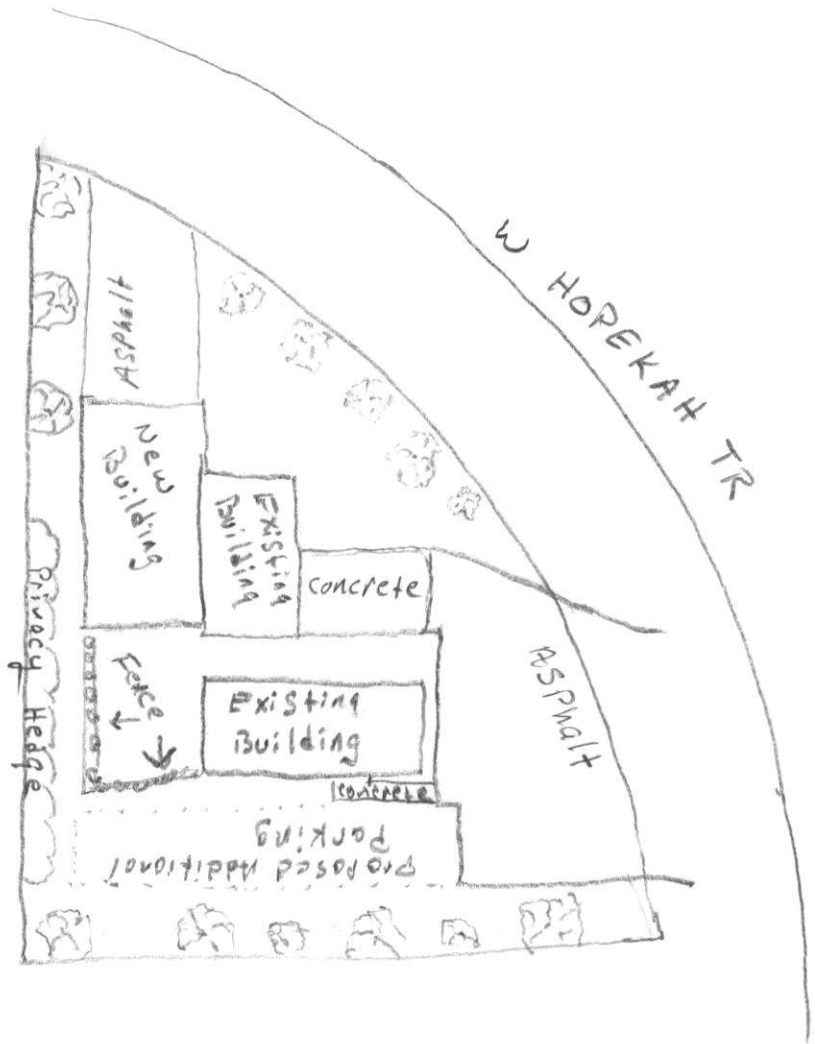 W HOPEKAH TR
ASPhalt
New
Building
Existing
Building
concrete
Privacy Hedge
Fence
ASPhalt
Existing
Building
concrete
Proposed Additional
Parking